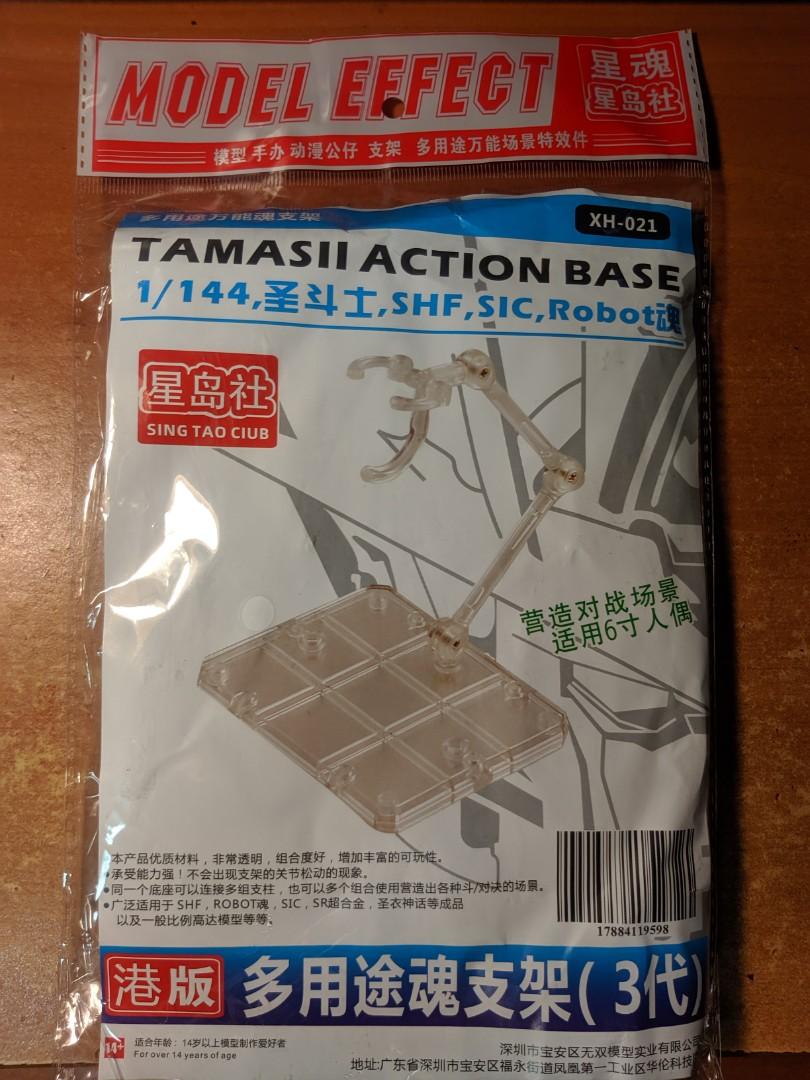 MODEL EFFECT
星魂
星岛社
模型 手办 动漫公仔 支架 多用途万能场景特效件
多用途万能魂支架
XH-021
TAMASII ACTION BASE
1/144,圣斗士,SHF,SIC,Robot魂
星岛社
SING TAO CIUB
营造对战场景
适用6寸人偶
本产品优质材料，非常透明，组合度好，增加丰富的可玩性。
•承受能力强！不会出现支架的关节松动的现象。
•同一个底座可以连接多组支柱，也可以多个组合使用营造出各种斗/对决的场景。
•广泛适用于 SHF，ROBOT魂，SIC，SR超合金，圣衣神话等成品
以及一般比例高达模型等等。
17884119598
港版 多用途魂支架(3代)
14+
适合年龄：14岁以上模型制作爱好者
For over 14 years of age
深圳市宝安区无双模型实业有限公司
地址:广东省深圳市宝安区福永街道凤凰第一工业区华伦科技